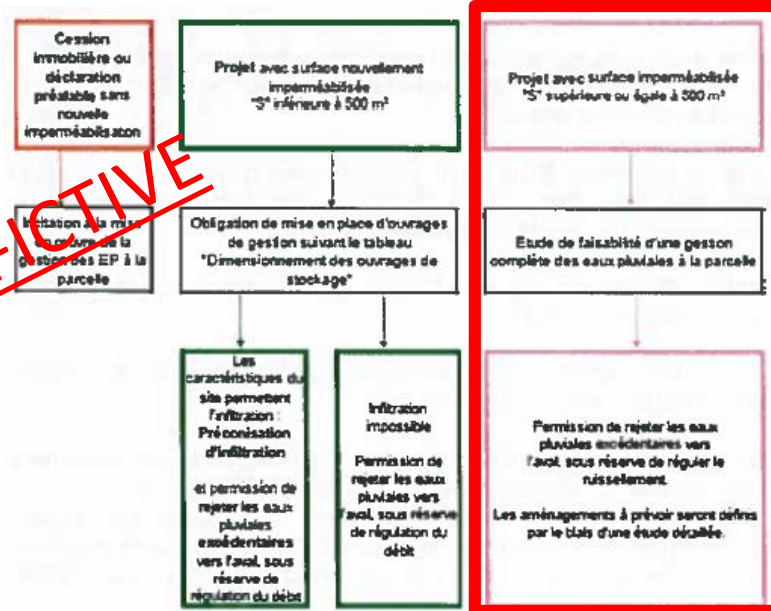 Cession
immobilière ou
déclaration
préalable sans
nouvelle
imperméabilisation
Projet avec surface nouvellement
imperméabilisée
"S" inférieure à 500 m²
Projet avec surface imperméabilisée
"S" supérieure ou égale à 500 m²
FICTIVE
Incitation à la mise
en œuvre de la
gestion des EP à la
parcelle
Obligation de mise en place d'ouvrages
de gestion suivant le tableau
"Dimensionnement des ouvrages de
stockage"
Etude de faisabilité d'une gestion
complète des eaux pluviales à la parcelle
Les
caractéristiques du
site permettent
l'infiltration :
Préconisation
d'infiltration
et permission de
rejeter les eaux
pluviales
excédentaires
vers l'aval, sous
réserve de
régulation du débit
Infiltration
impossible
Permission de
rejeter les eaux
pluviales vers
l'aval, sous réserve
de régulation du
débit
Permission de rejeter les eaux
pluviales excédentaires vers
l'aval, sous réserve de réguler le
ruissellement.
Les aménagements à prévoir seront définis
par le biais d'une étude détaillée.